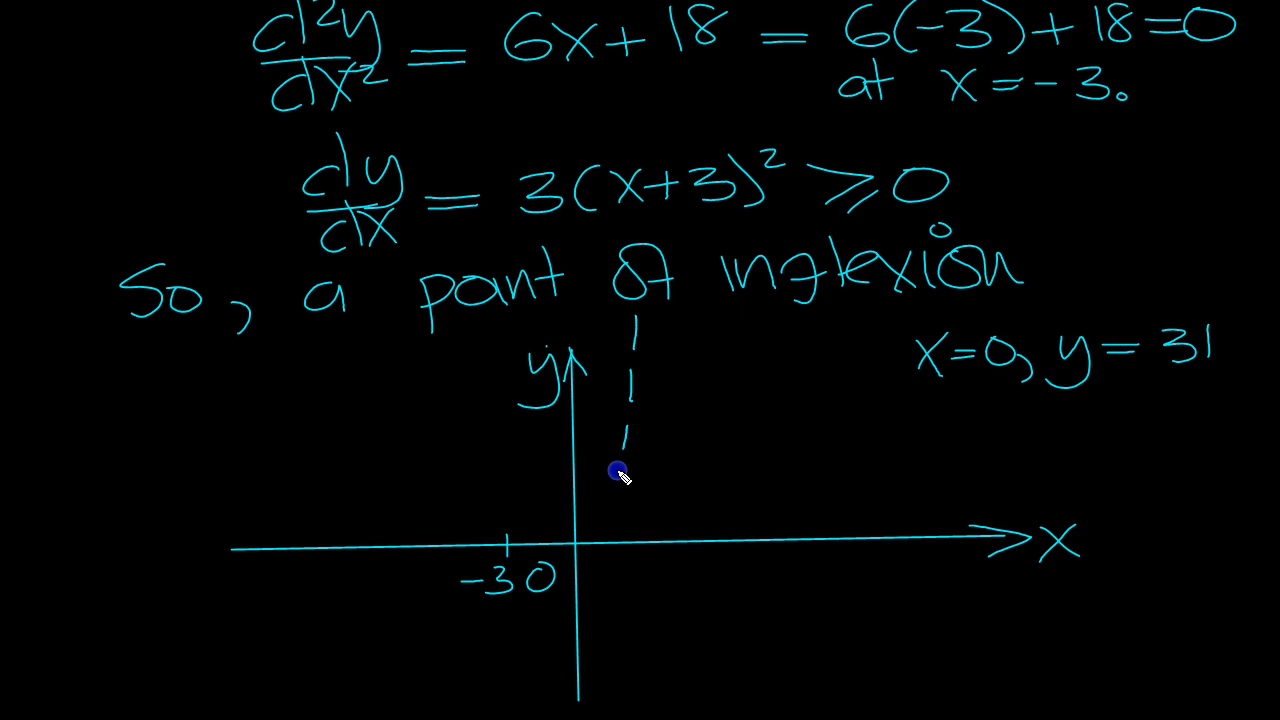 d²y/dx² = 6x + 18 = 6(-3) + 18 = 0
at x = -3.
dy/dx = 3(x+3)² ⩾ 0
So, a point of inflexion
x=0, y = 31
y
x
-3 0